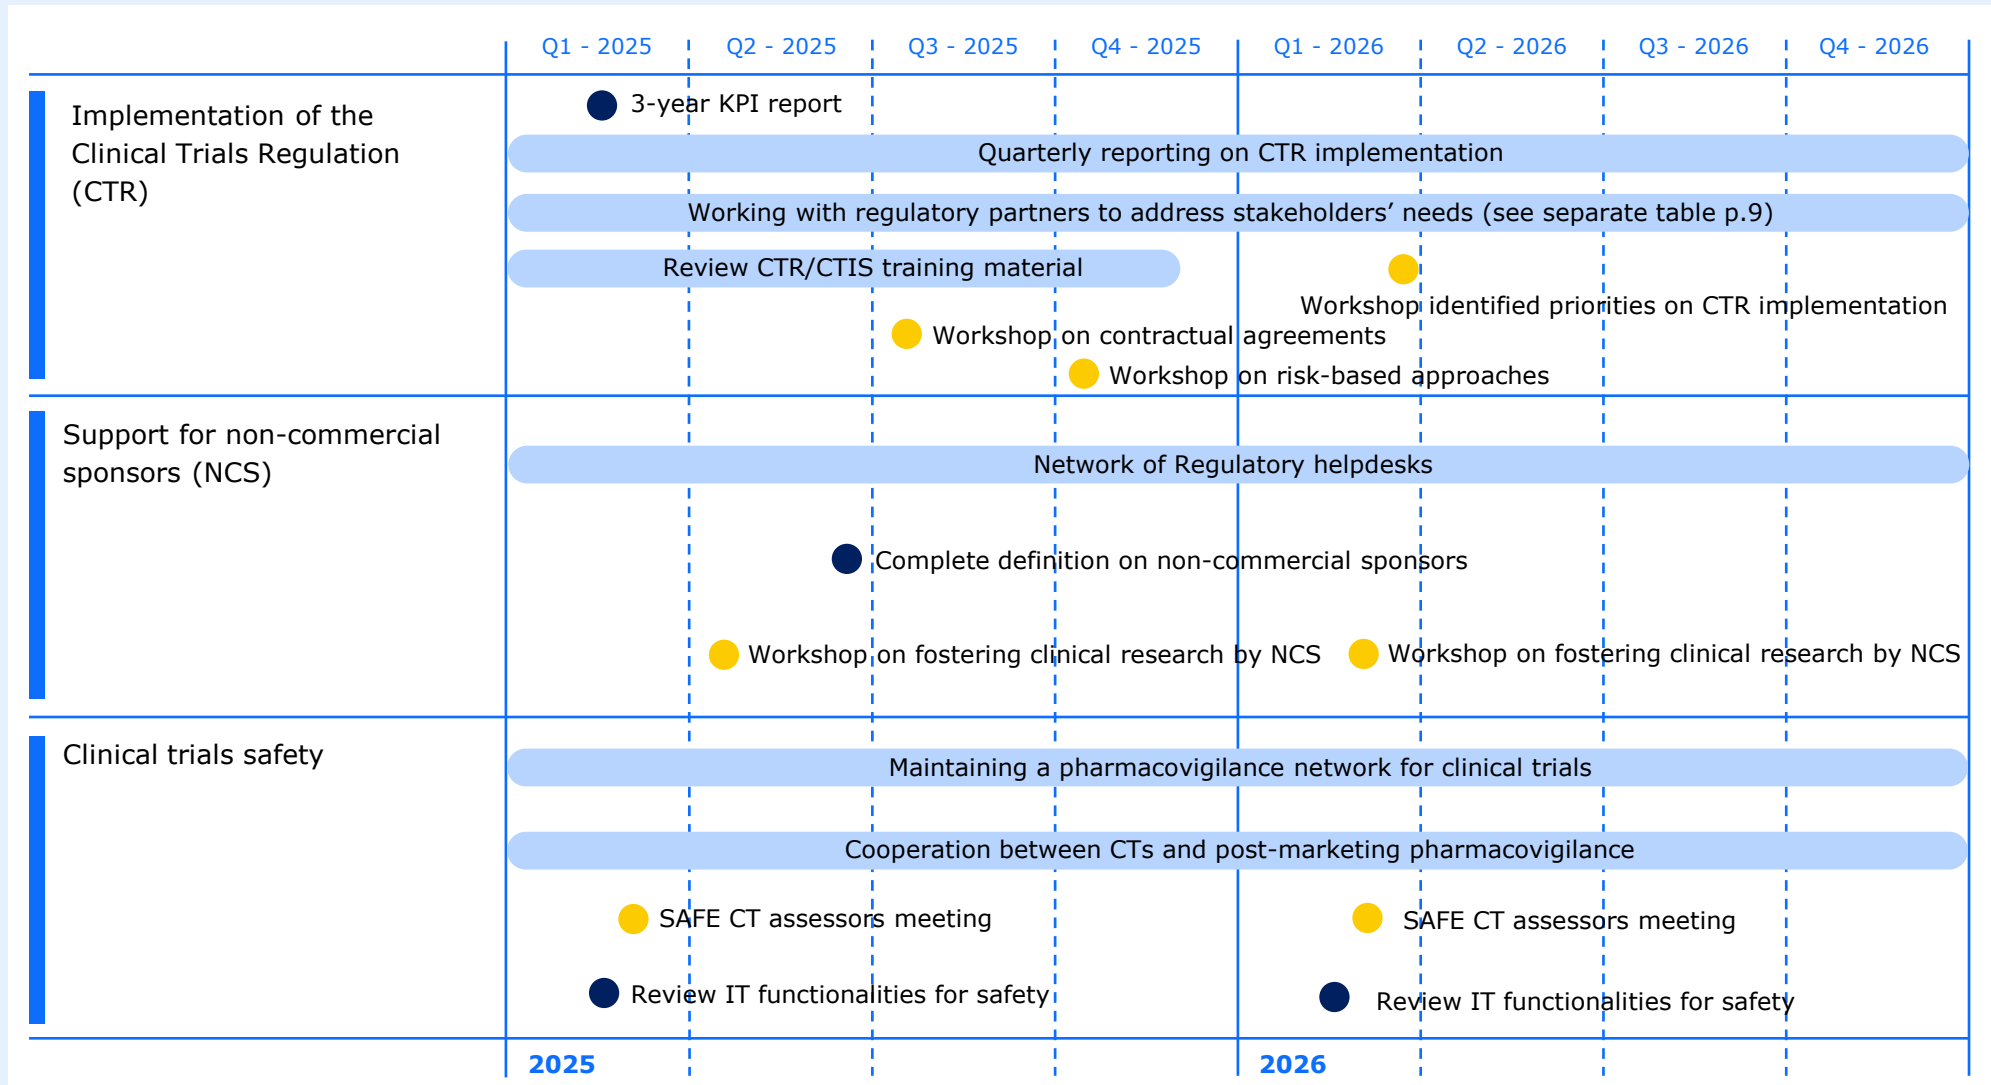 Q1 - 2025
Q2 - 2025
Q3 - 2025
Q4 - 2025
Q1 - 2026
Q2 - 2026
Q3 - 2026
Q4 - 2026
Implementation of the
Clinical Trials Regulation
(CTR)
3-year KPI report
Quarterly reporting on CTR implementation
Working with regulatory partners to address stakeholders’ needs (see separate table p.9)
Review CTR/CTIS training material
Workshop identified priorities on CTR implementation
Workshop on contractual agreements
Workshop on risk-based approaches
Support for non-commercial
sponsors (NCS)
Network of Regulatory helpdesks
Complete definition on non-commercial sponsors
Workshop on fostering clinical research by NCS
Workshop on fostering clinical research by NCS
Clinical trials safety
Maintaining a pharmacovigilance network for clinical trials
Cooperation between CTs and post-marketing pharmacovigilance
SAFE CT assessors meeting
SAFE CT assessors meeting
Review IT functionalities for safety
Review IT functionalities for safety
2025
2026